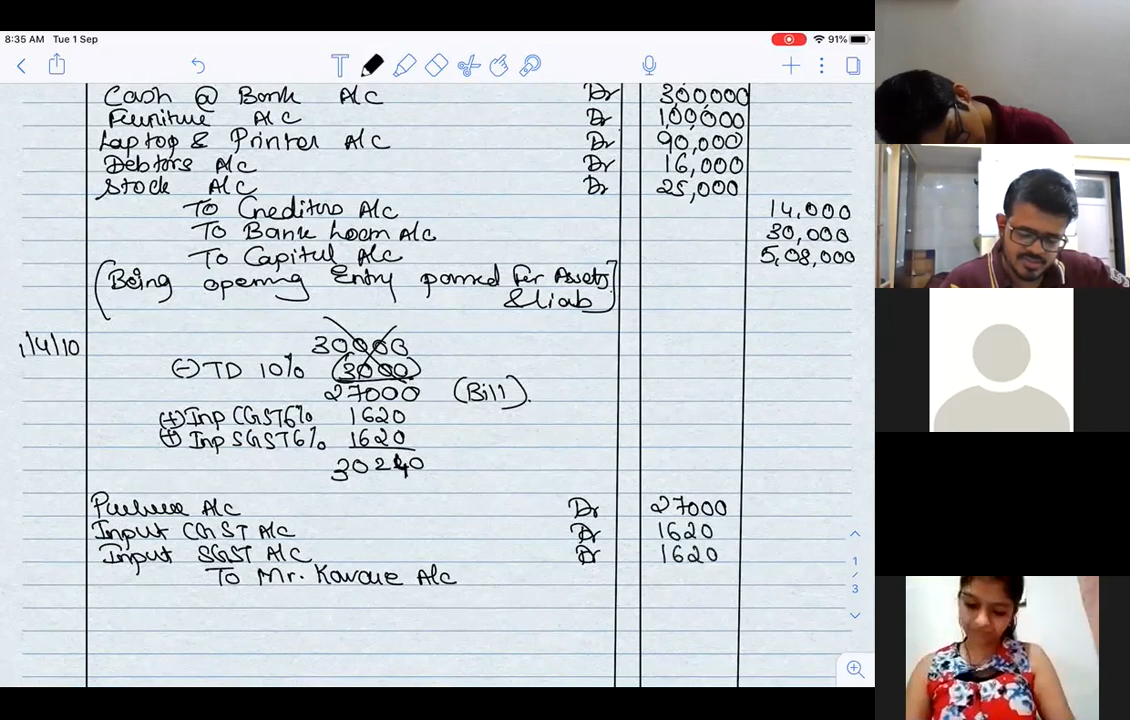 8:35 AM Tue 1 Sep 91%
Cash @ Bank A/c Dr 300000
Furniture A/c Dr 1,00,000
Laptop & Printer A/c Dr 90,000
Debtors A/c Dr 16,000
Stock A/c Dr 25,000
To Creditors A/c 14,000
To Bank Loan A/c 30,000
To Capital A/c 5,08,000
(Being opening Entry passed for Assets
& liab)
1/4/10 30000
(-) TD 10% (3000)
27000 (Bill).
(+) Inp CGST 6% 1620
(+) Inp SGST 6% 1620
30240
Purchase A/c Dr 27000
Input CGST A/c Dr 1620
Input SGST A/c Dr 1620
To Mr. A/c
1
/
3